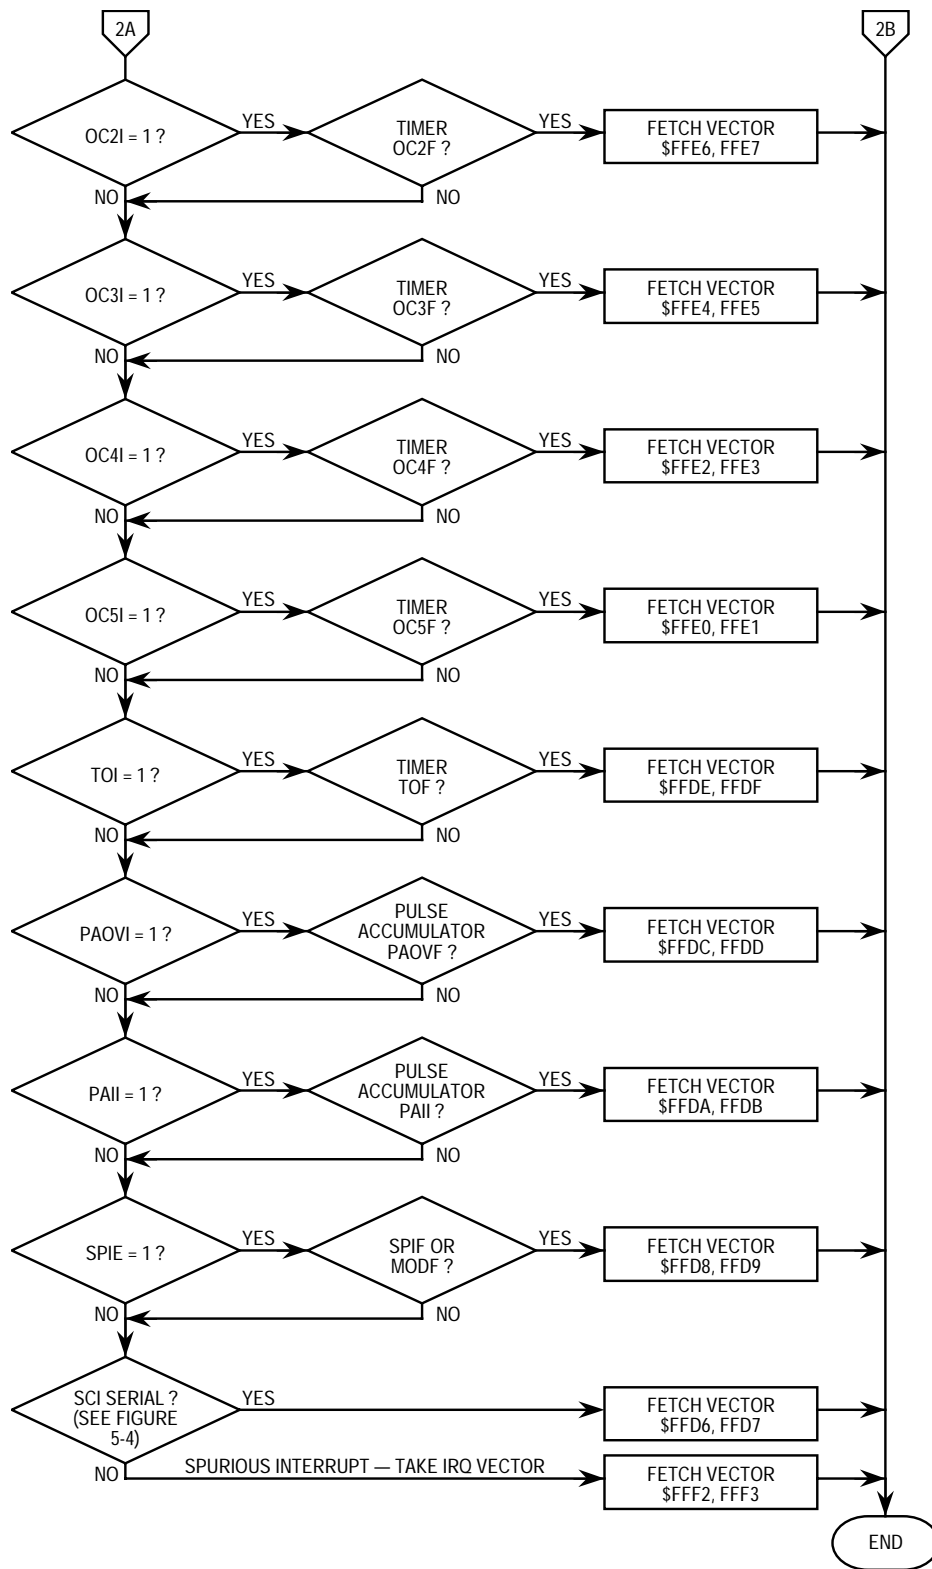 2A
2B
OC2I = 1 ?
YES
TIMER
OC2F ?
YES
FETCH VECTOR
$FFE6, FFE7
NO
NO
OC3I = 1 ?
YES
TIMER
OC3F ?
YES
FETCH VECTOR
$FFE4, FFE5
NO
NO
OC4I = 1 ?
YES
TIMER
OC4F ?
YES
FETCH VECTOR
$FFE2, FFE3
NO
NO
OC5I = 1 ?
YES
TIMER
OC5F ?
YES
FETCH VECTOR
$FFE0, FFE1
NO
NO
TOI = 1 ?
YES
TIMER
TOF ?
YES
FETCH VECTOR
$FFDE, FFDF
NO
NO
PAOVI = 1 ?
YES
PULSE
ACCUMULATOR
PAOVF ?
YES
FETCH VECTOR
$FFDC, FFDD
NO
NO
PAII = 1 ?
YES
PULSE
ACCUMULATOR
PAII ?
YES
FETCH VECTOR
$FFDA, FFDB
NO
NO
SPIE = 1 ?
YES
SPIF OR
MODF ?
YES
FETCH VECTOR
$FFD8, FFD9
NO
NO
SCI SERIAL ?
(SEE FIGURE
5-4)
YES
FETCH VECTOR
$FFD6, FFD7
NO
SPURIOUS INTERRUPT — TAKE IRQ VECTOR
FETCH VECTOR
$FFF2, FFF3
END